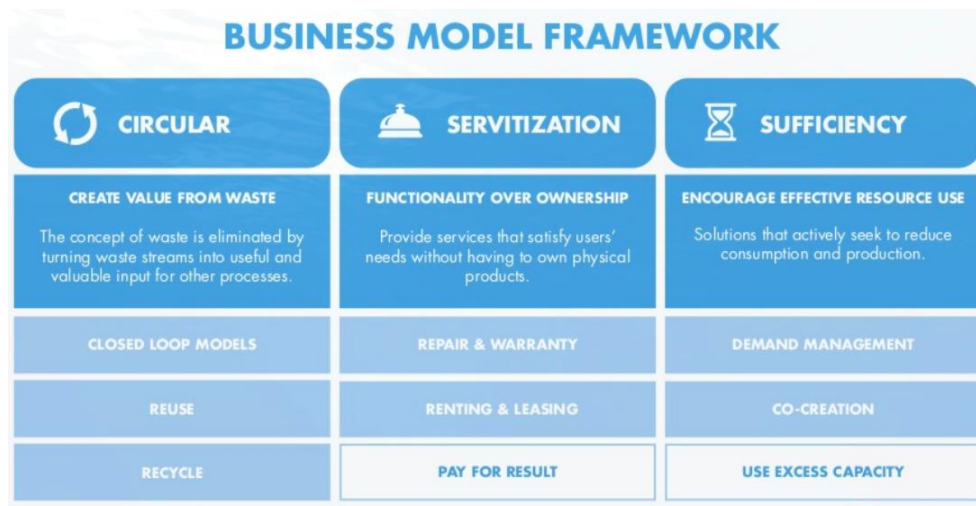 BUSINESS MODEL FRAMEWORK
CIRCULAR
SERVITIZATION
SUFFICIENCY
CREATE VALUE FROM WASTE
The concept of waste is eliminated by
turning waste streams into useful and
valuable input for other processes.
FUNCTIONALITY OVER OWNERSHIP
Provide services that satisfy users’
needs without having to own physical
products.
ENCOURAGE EFFECTIVE RESOURCE USE
Solutions that actively seek to reduce
consumption and production.
CLOSED LOOP MODELS
REPAIR & WARRANTY
DEMAND MANAGEMENT
REUSE
RENTING & LEASING
CO-CREATION
RECYCLE
PAY FOR RESULT
USE EXCESS CAPACITY